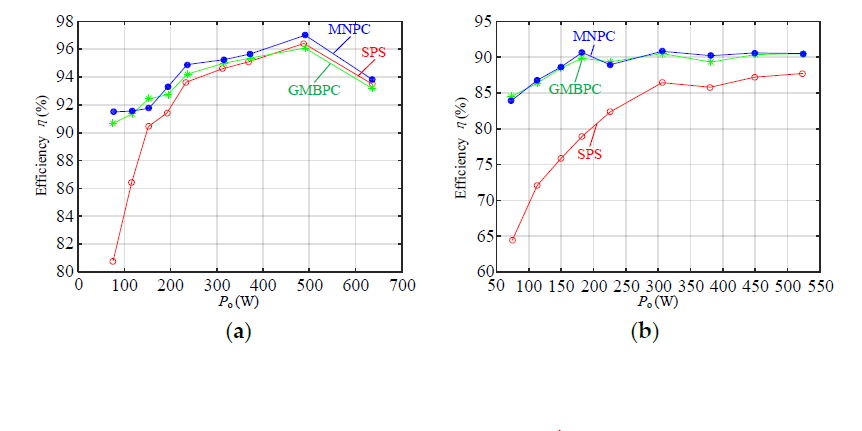 98
96
94
92
90
88
86
84
82
80
Efficiency η (%)
MNPC
SPS
GMBPC
0 100 200 300 400 500 600 700
Po (W)
(a)
95
90
85
80
75
70
65
60
Efficiency η (%)
MNPC
GMBPC
SPS
50 100 150 200 250 300 350 400 450 500 550
Po (W)
(b)